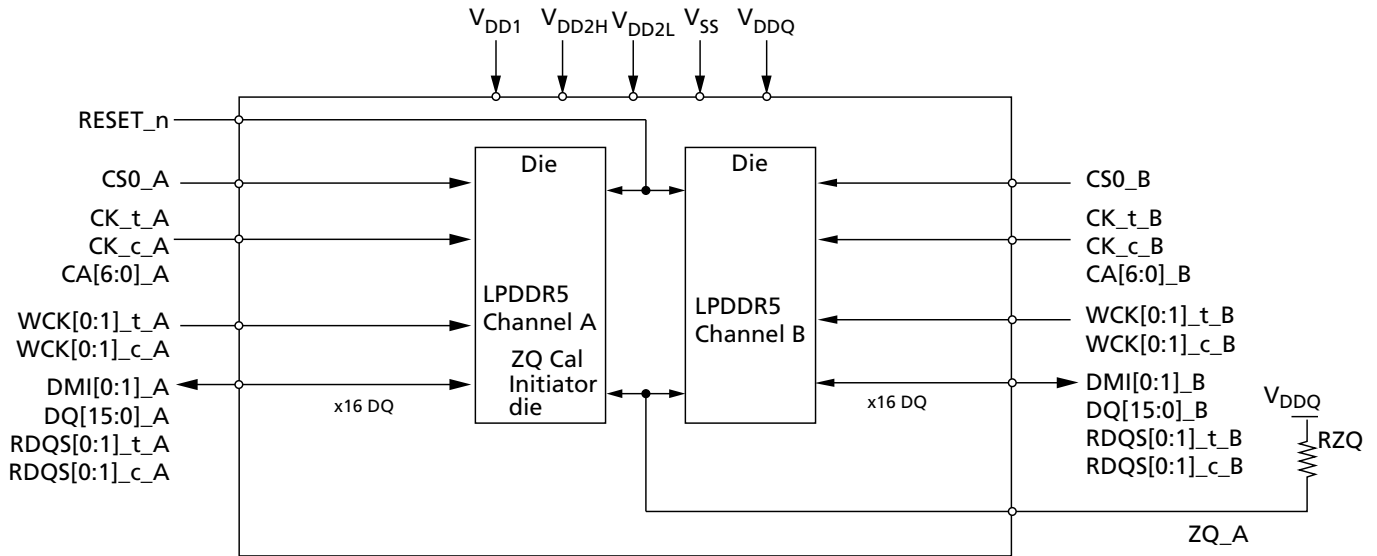 VDD1 VDD2H VDD2L VSS VDDQ
RESET_n
CS0_A
CK_t_A
CK_c_A
CA[6:0]_A
WCK[0:1]_t_A
WCK[0:1]_c_A
DMI[0:1]_A
DQ[15:0]_A
RDQS[0:1]_t_A
RDQS[0:1]_c_A
x16 DQ
Die
LPDDR5
Channel A
ZQ Cal
Initiator
die
Die
LPDDR5
Channel B
x16 DQ
CS0_B
CK_t_B
CK_c_B
CA[6:0]_B
WCK[0:1]_t_B
WCK[0:1]_c_B
DMI[0:1]_B
DQ[15:0]_B
RDQS[0:1]_t_B
RDQS[0:1]_c_B
VDDQ
RZQ
ZQ_A